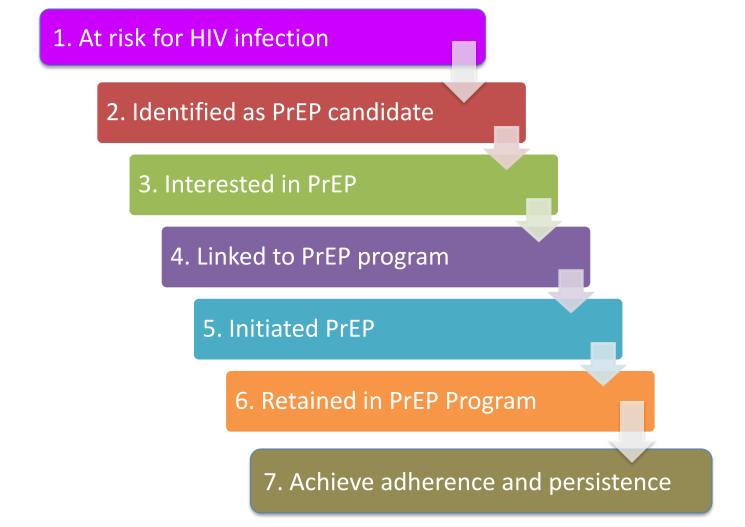 1. At risk for HIV infection
2. Identified as PrEP candidate
3. Interested in PrEP
4. Linked to PrEP program
5. Initiated PrEP
6. Retained in PrEP Program
7. Achieve adherence and persistence